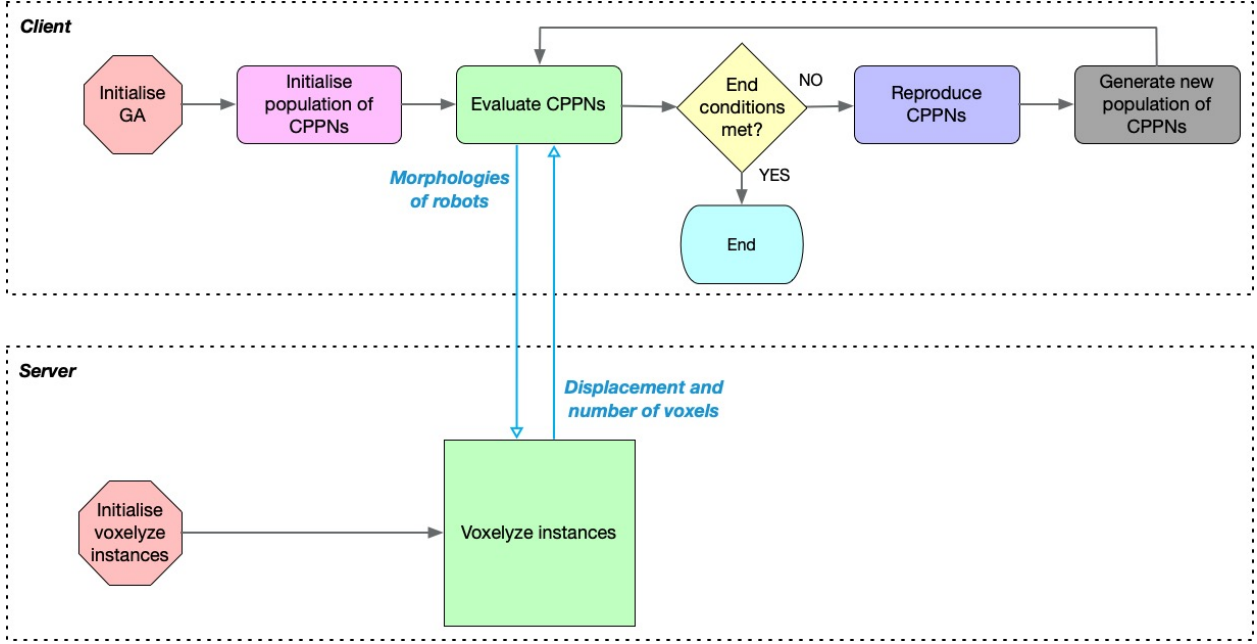 Client
Initialise
GA
Initialise
population of
CPPNs
Evaluate CPPNs
End
conditions
met?
NO
Reproduce
CPPNs
Generate new
population of
CPPNs
YES
End
Morphologies
of robots
Server
Displacement and
number of voxels
Initialise
voxelyze
instances
Voxelyze instances